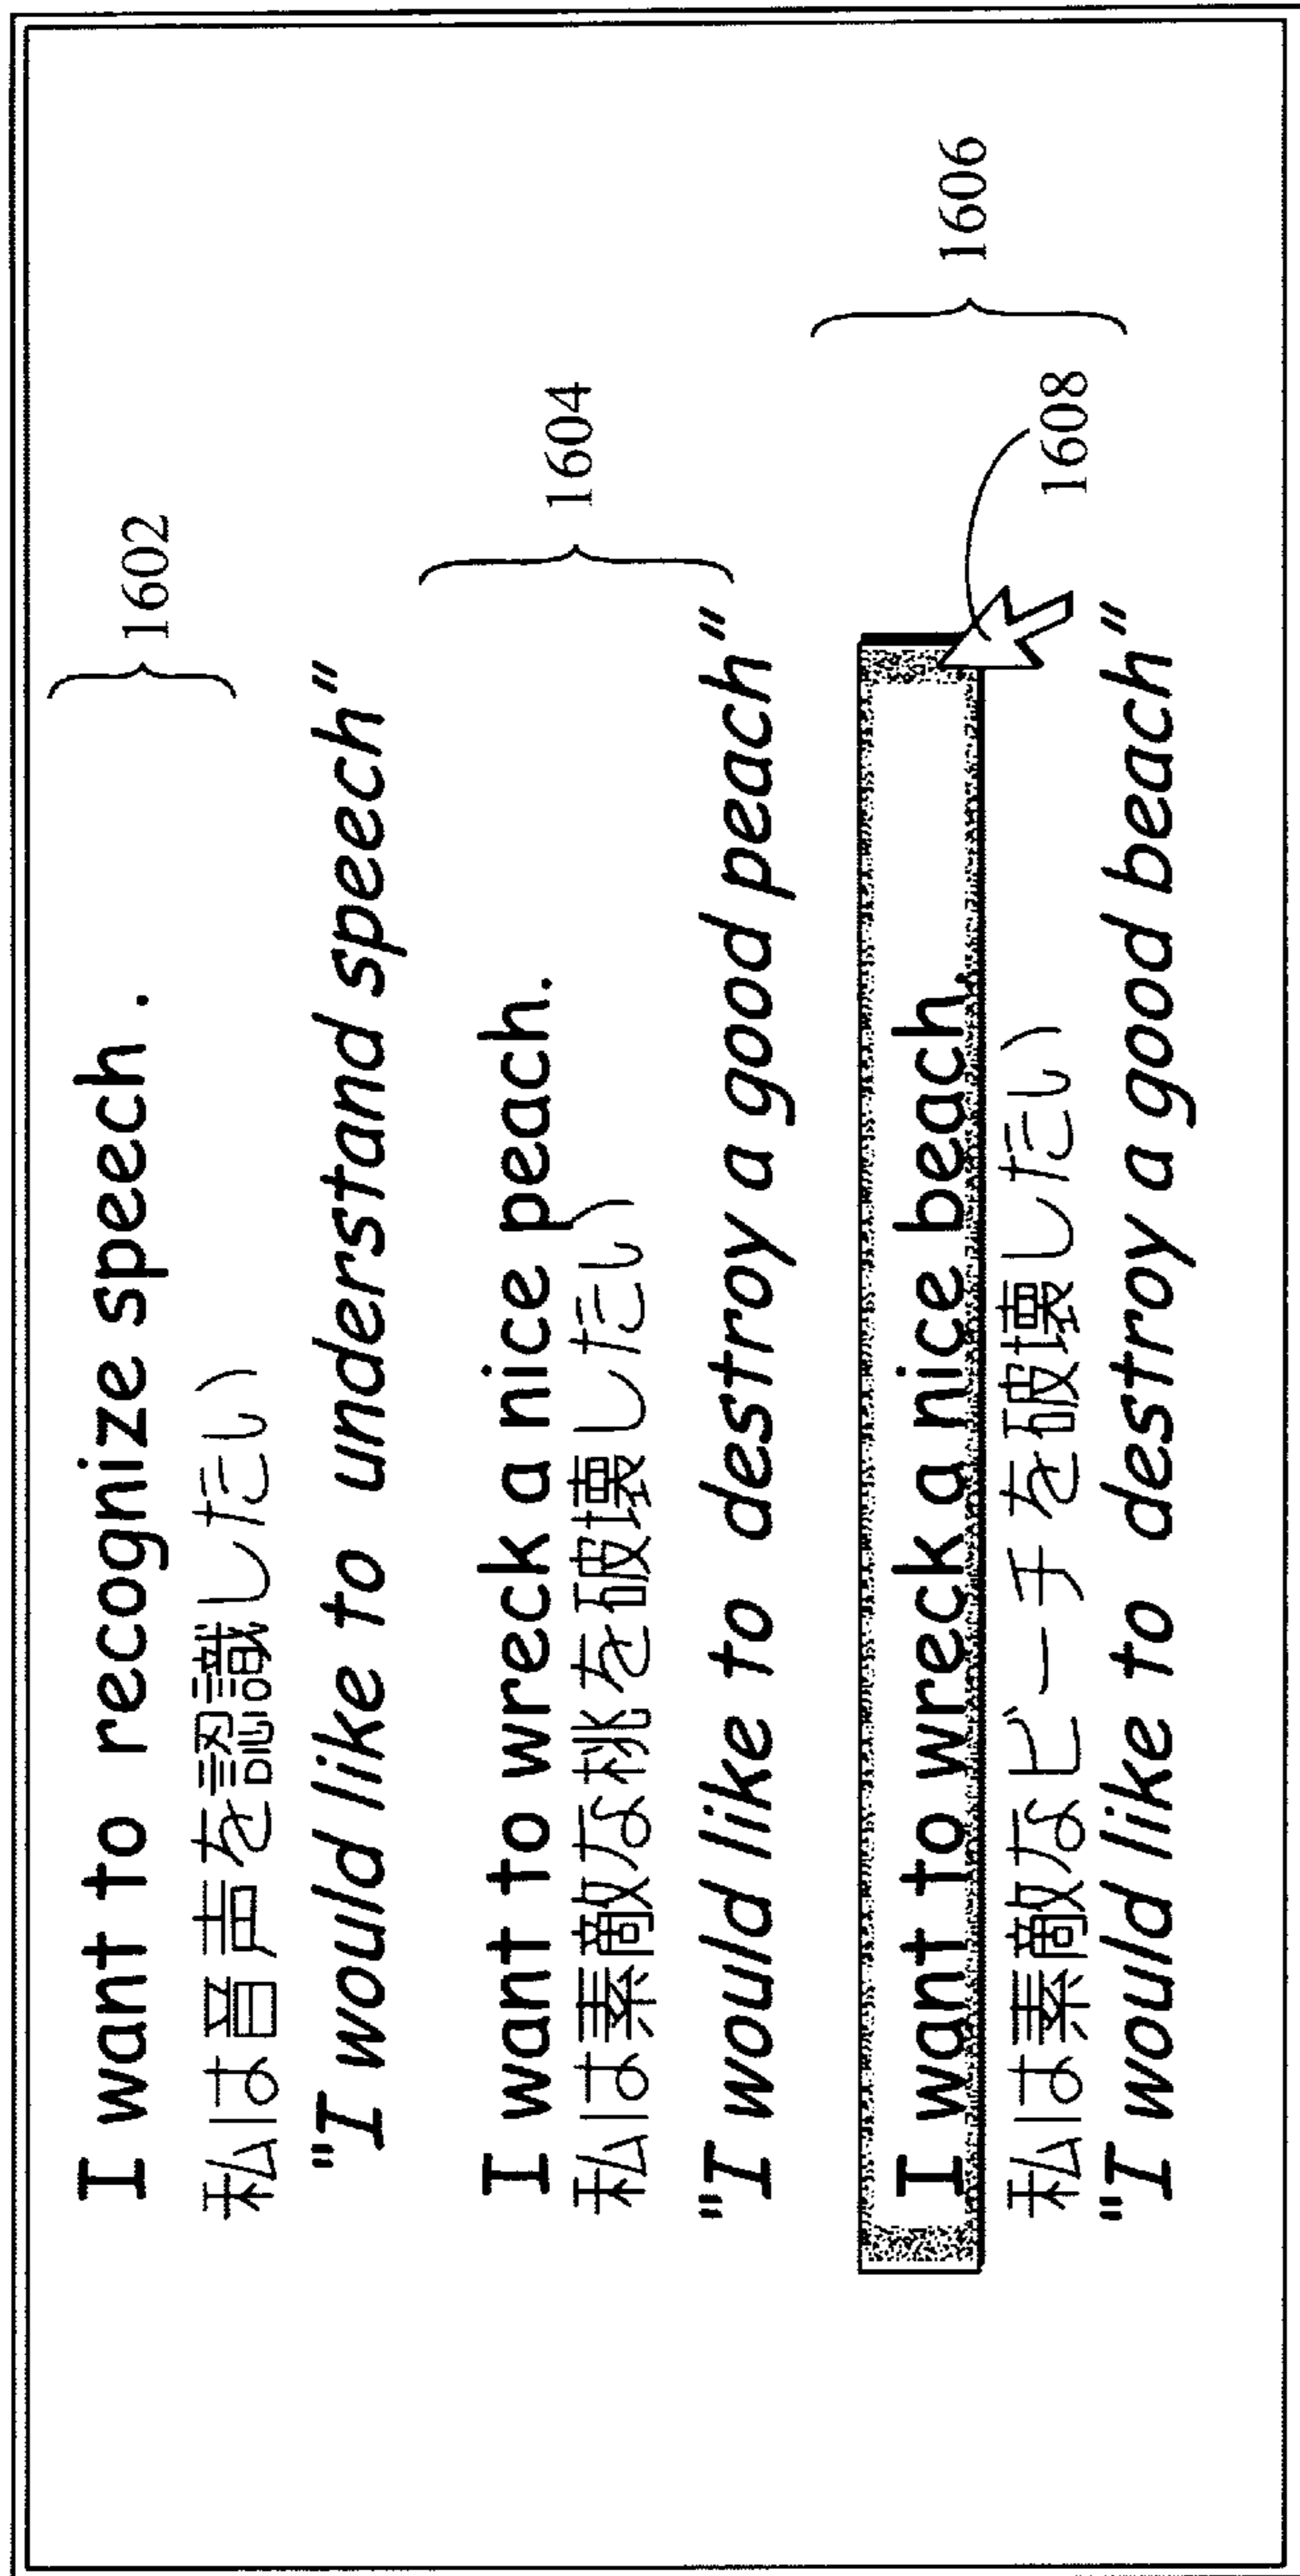 I want to recognize speech.
1602
私は音声を認識したい
"I would like to understand speech"
I want to wreck a nice peach.
1604
私は素敵な桃を破壊したい
"I would like to destroy a good peach"
I want to wreck a nice beach.
1606
私は素敵なビーチを破壊したい
1608
"I would like to destroy a good beach"